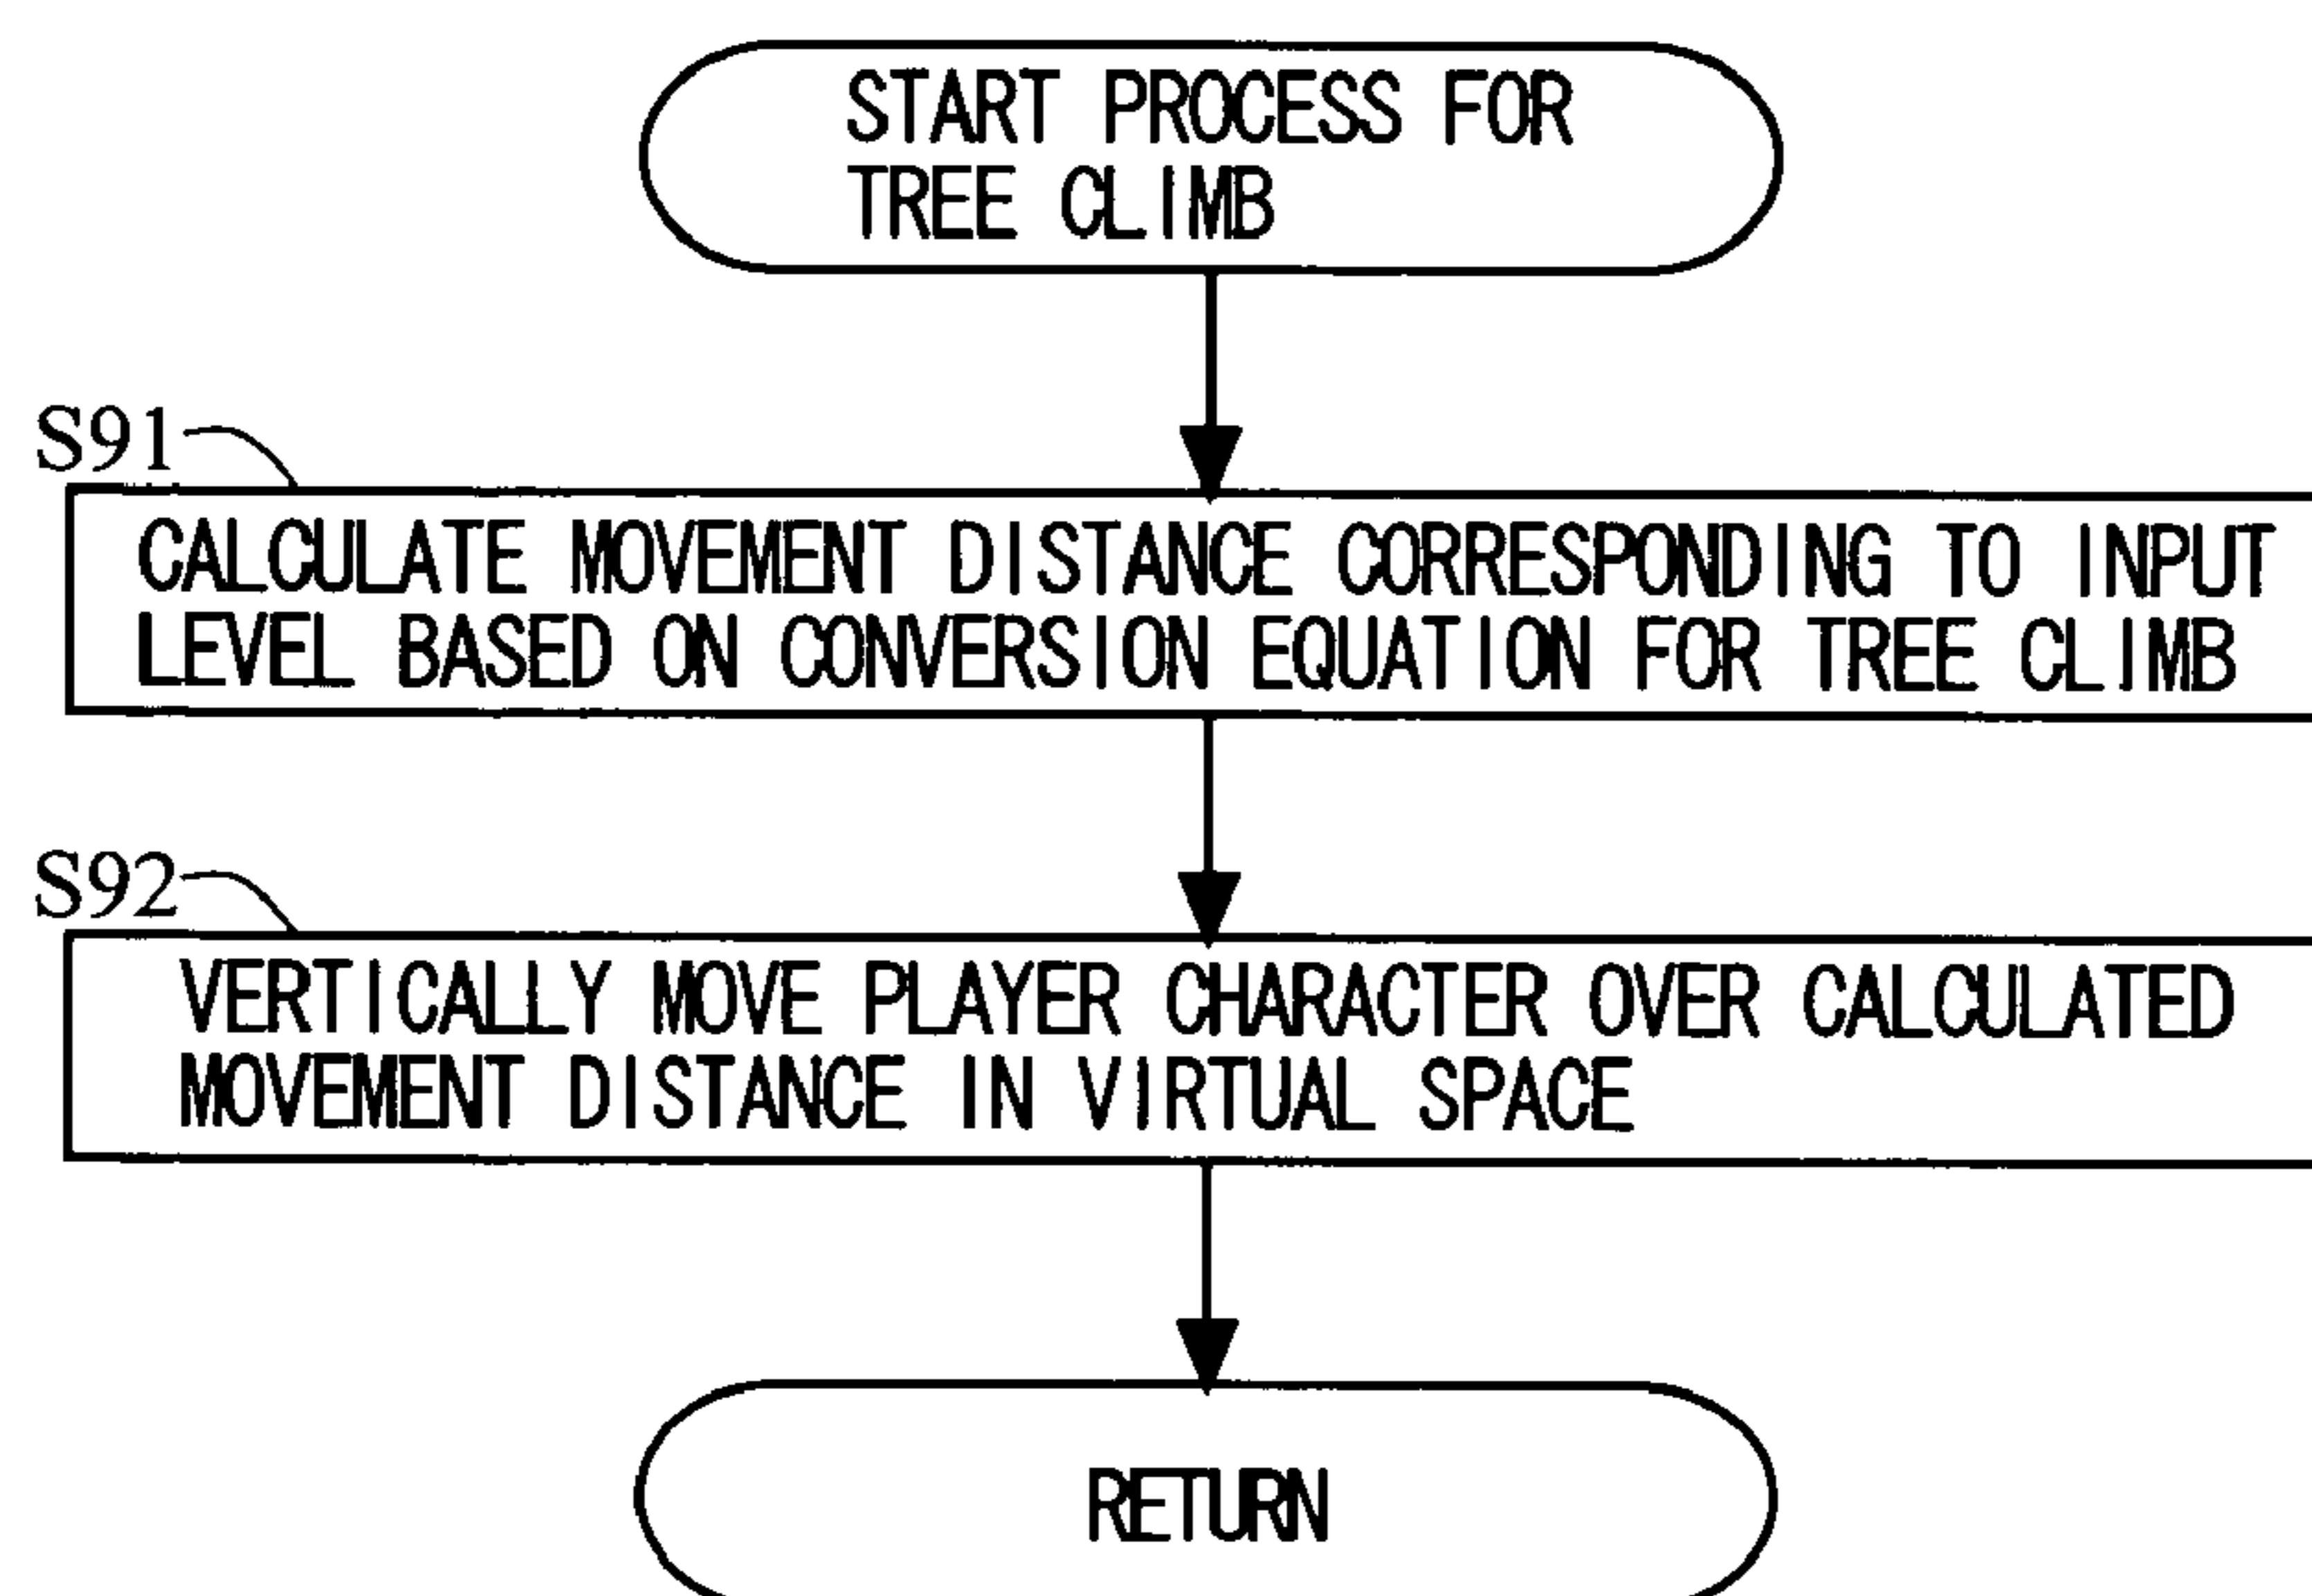 START PROCESS FOR
TREE CLIMB
S91
CALCULATE MOVEMENT DISTANCE CORRESPONDING TO INPUT
LEVEL BASED ON CONVERSION EQUATION FOR TREE CLIMB
S92
VERTICALLY MOVE PLAYER CHARACTER OVER CALCULATED
MOVEMENT DISTANCE IN VIRTUAL SPACE
RETURN